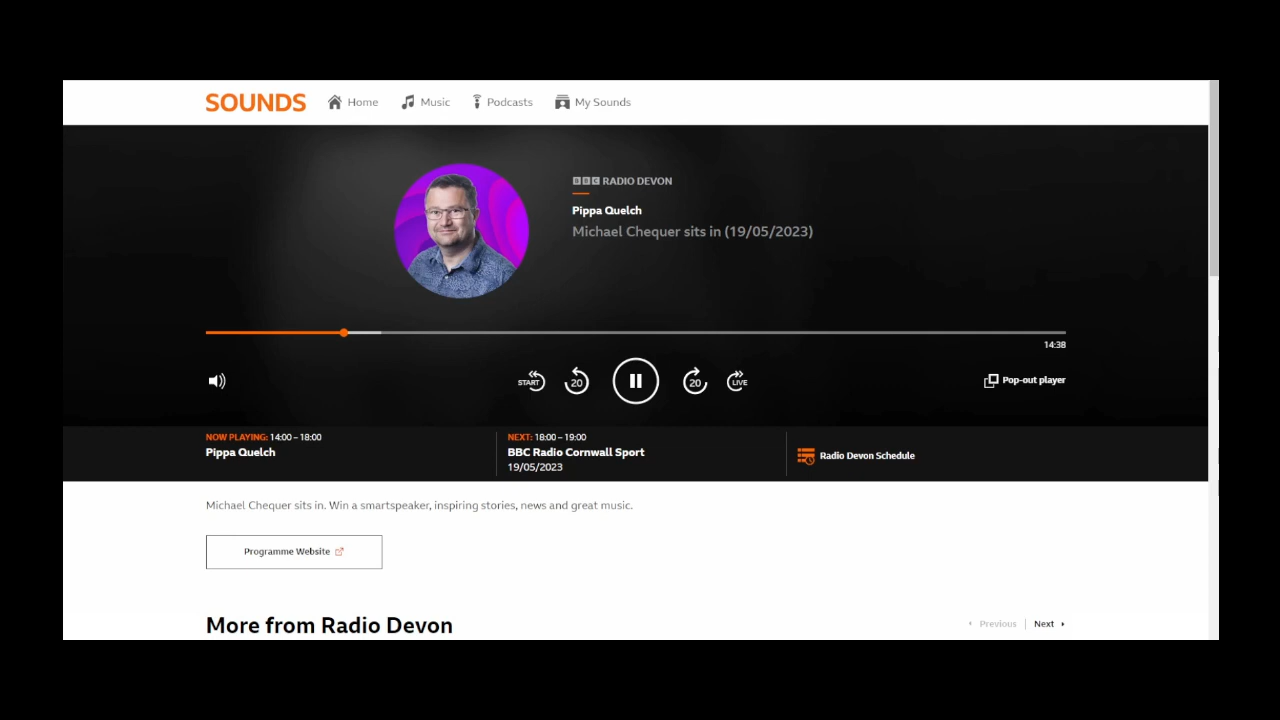 SOUNDS Home Music Podcasts My Sounds
BBC RADIO DEVON
Pippa Quelch
Michael Chequer sits in (19/05/2023)
14:38
START 20 20 LIVE Pop-out player
NOW PLAYING: 14:00 – 18:00
Pippa Quelch
NEXT: 18:00 – 19:00
BBC Radio Cornwall Sport
19/05/2023
Radio Devon Schedule
Michael Chequer sits in. Win a smartspeaker, inspiring stories, news and great music.
Programme Website
More from Radio Devon
Previous | Next